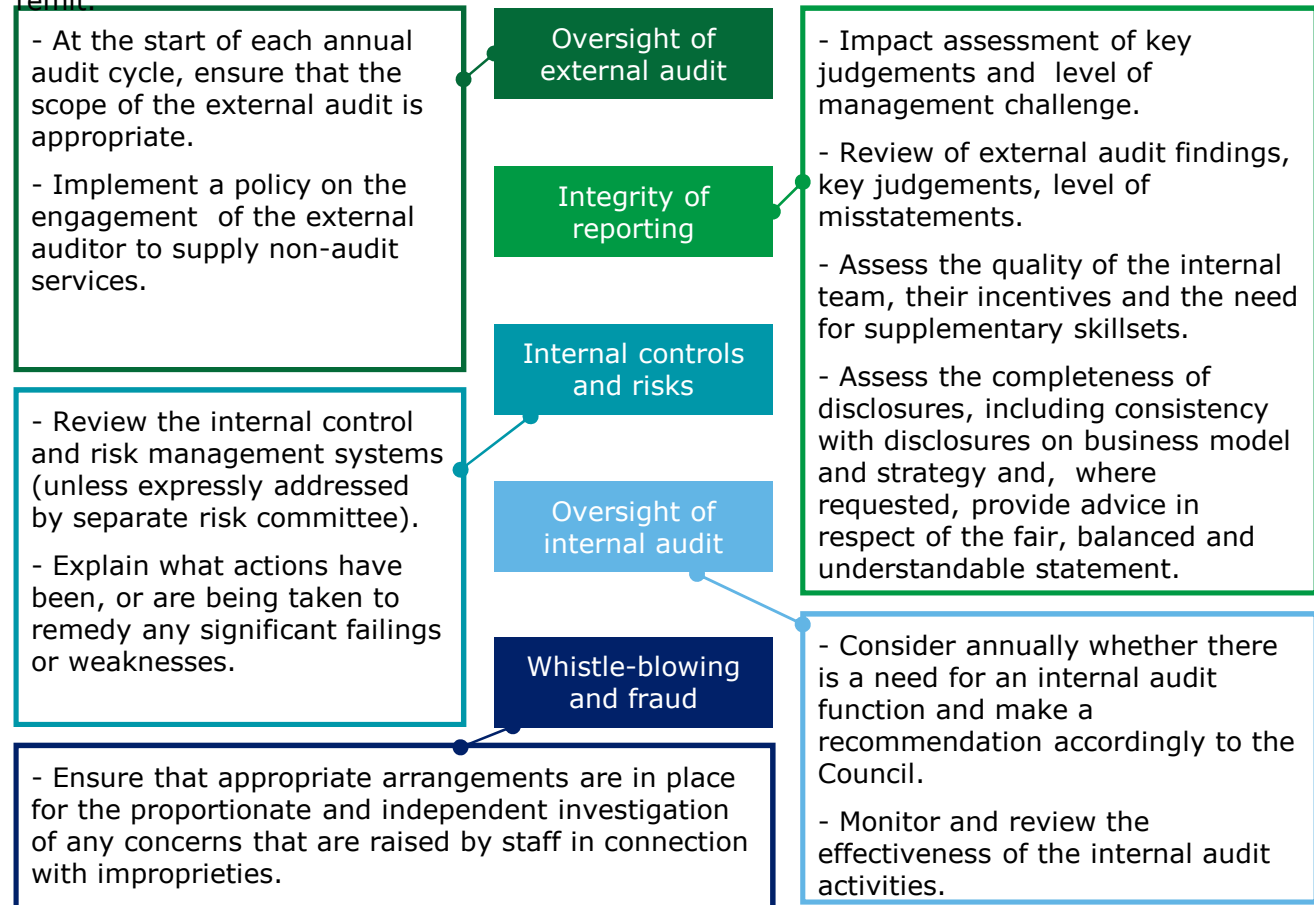 remit.
- At the start of each annual
audit cycle, ensure that the
scope of the external audit is
appropriate.
- Implement a policy on the
engagement of the external
auditor to supply non-audit
services.
Oversight of
external audit
Integrity of
reporting
- Impact assessment of key
judgements and level of
management challenge.
- Review of external audit findings,
key judgements, level of
misstatements.
- Assess the quality of the internal
team, their incentives and the need
for supplementary skillsets.
- Assess the completeness of
disclosures, including consistency
with disclosures on business model
and strategy and, where
requested, provide advice in
respect of the fair, balanced and
understandable statement.
Internal controls
and risks
- Review the internal control
and risk management systems
(unless expressly addressed
by separate risk committee).
- Explain what actions have
been, or are being taken to
remedy any significant failings
or weaknesses.
Oversight of
internal audit
- Consider annually whether there
is a need for an internal audit
function and make a
recommendation accordingly to the
Council.
- Monitor and review the
effectiveness of the internal audit
activities.
Whistle-blowing
and fraud
- Ensure that appropriate arrangements are in place
for the proportionate and independent investigation
of any concerns that are raised by staff in connection
with improprieties.